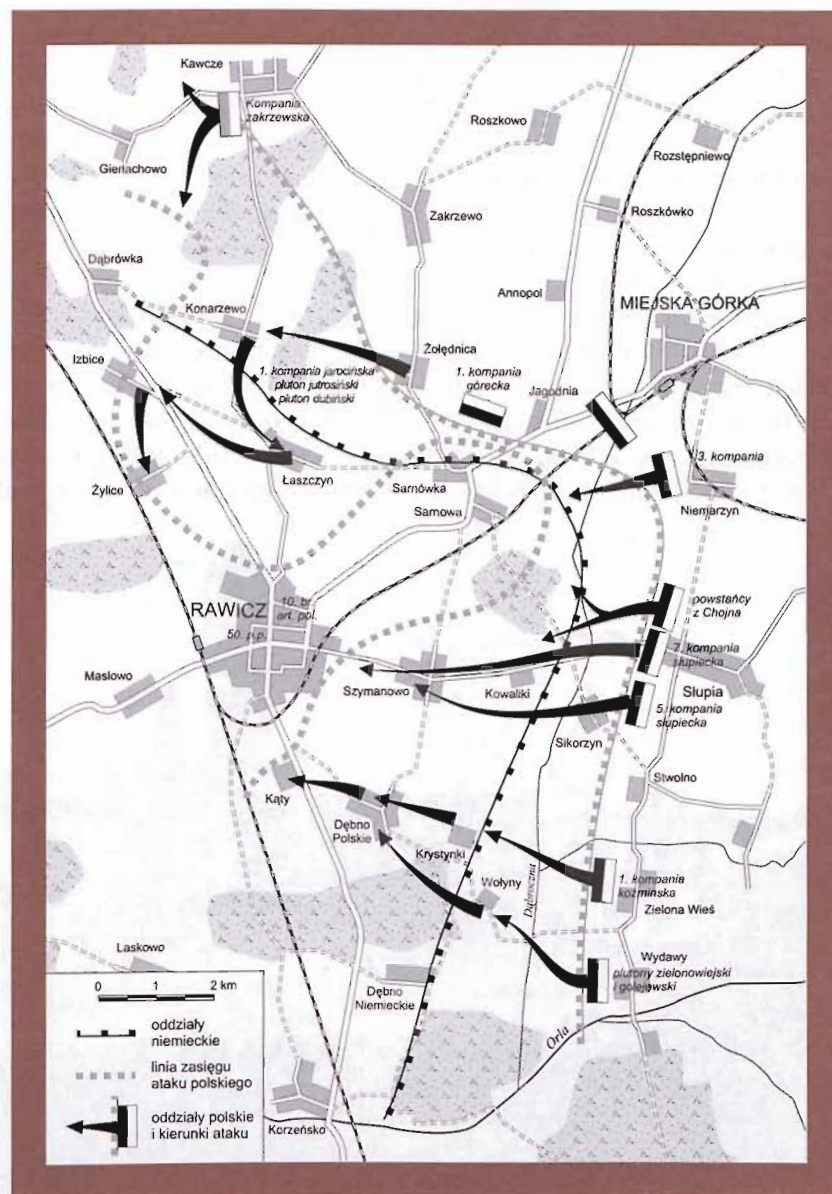 Kawcze
Kompania
zakrzewska
Roszkowo
Rozstępniewo
Gierlachowo
Zakrzewo
Roszkówko
Dąbrówka
Annopol
MIEJSKA GÓRKA
Konarzewo
Izbice
Żołędnica
1. kompania jarocińska
pluton jutrosiński
pluton dubiński
1. kompania
górecka
Jagodnia
Żylice
Łaszczyn
Sarnówka
3. kompania
Sarnowa
Niemarzyn
RAWICZ
10. br.
art. pol.
50. p.p.
powstańcy
z Chojna
7. kompania
słupiecka
Masłowo
Szymanowo
Kowaliki
Słupia
5. kompania
słupiecka
Sikorzyn
Stwolno
Kąty
Dębno
Polskie
Krystynki
Dąbroczna
1. kompania
koźmińska
Wołyny
Zielona Wieś
Laskowo
Wydawy
plutony zielonowiejski
i golejewski
Dębno
Niemieckie
Orla
0 1 2 km
oddziały
niemieckie
linia zasięgu
ataku polskiego
oddziały polskie
i kierunki ataku
Korzeńsko